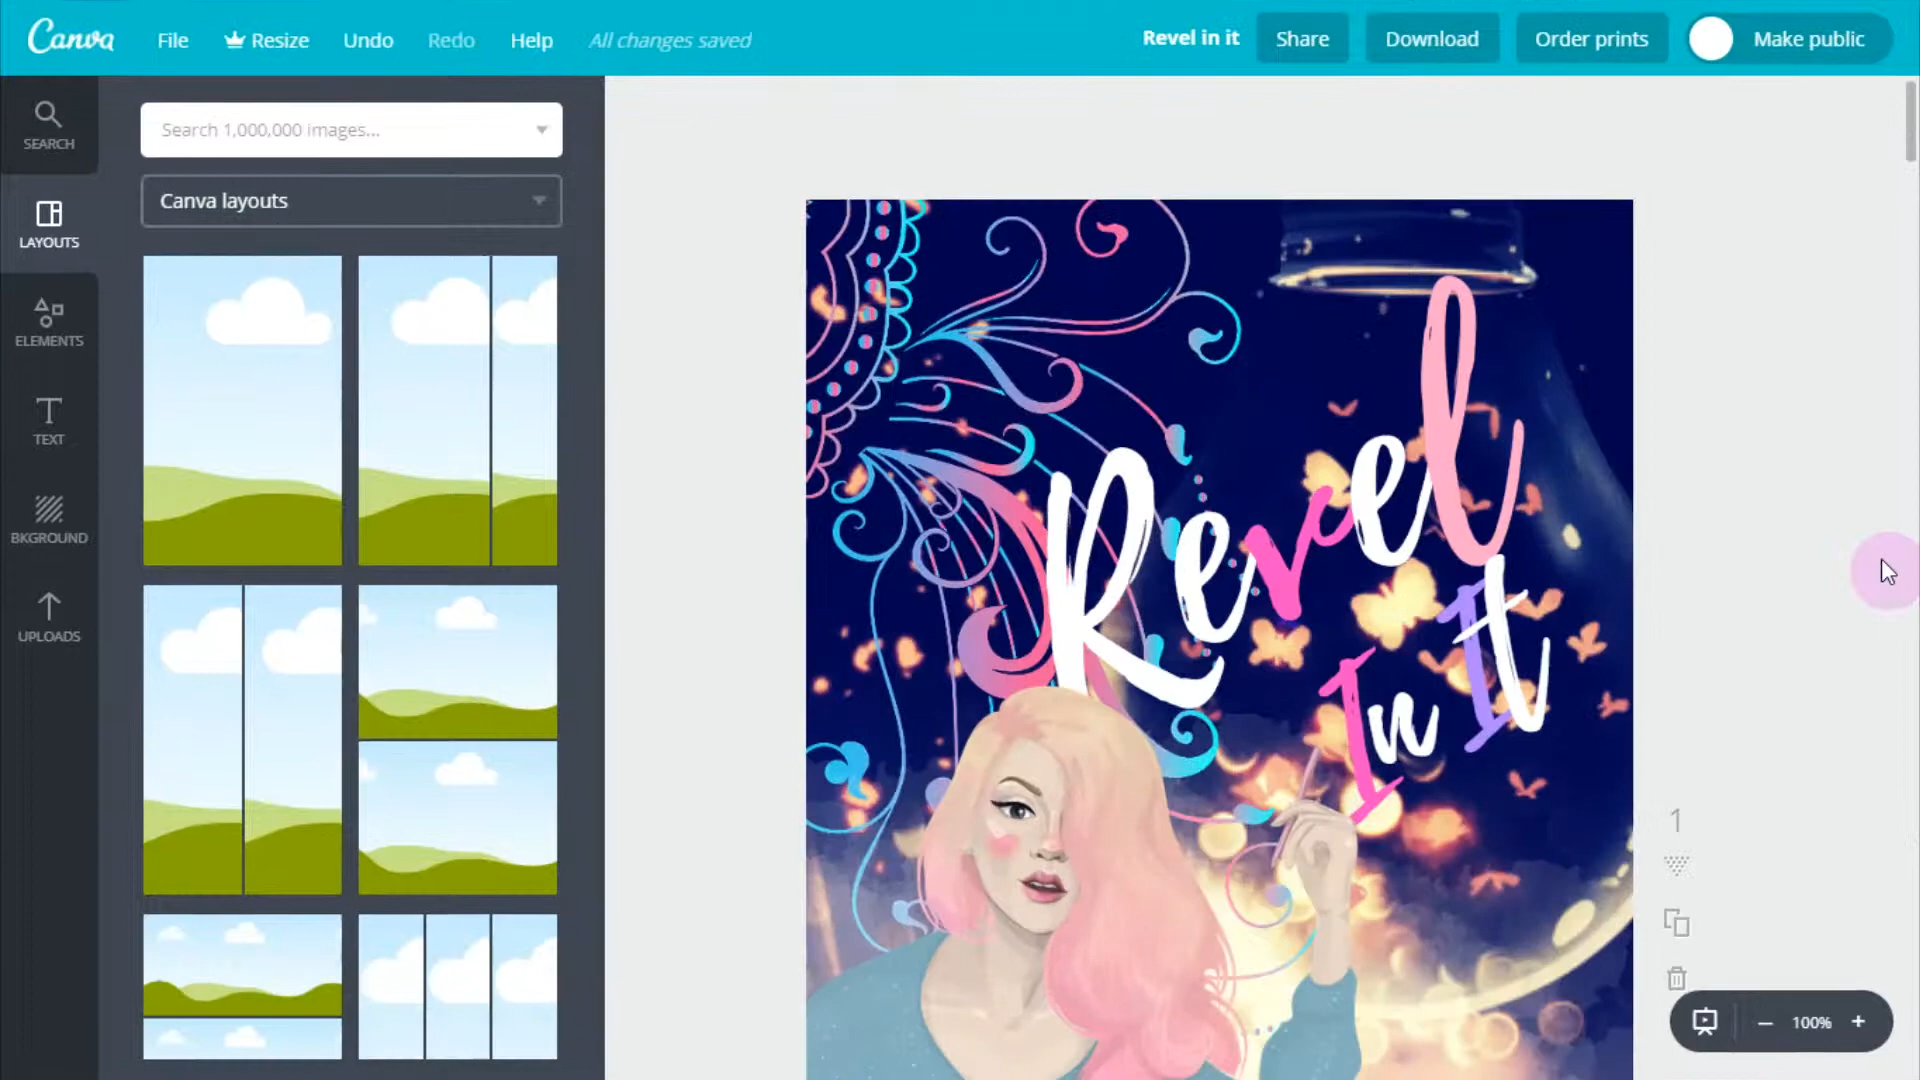 Canva File Resize Undo Redo Help All changes saved Revel in it Share Download Order prints Make public
SEARCH
LAYOUTS
ELEMENTS
TEXT
BKGROUND
UPLOADS
Search 1,000,000 images...
Canva layouts
Revel
In It
1
100%